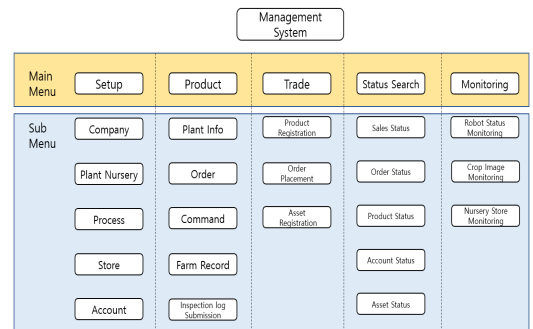 Management
System
Main
Menu
Setup
Product
Trade
Status Search
Monitoring
Sub
Menu
Company
Plant Info
Product
Registration
Sales Status
Robot Status
Monitoring
Plant Nursery
Order
Order
Placement
Order Status
Crop Image
Monitoring
Process
Command
Asset
Registration
Product Status
Nursery Store
Monitoring
Store
Farm Record
Account Status
Account
Inspection log
Submission
Asset Status